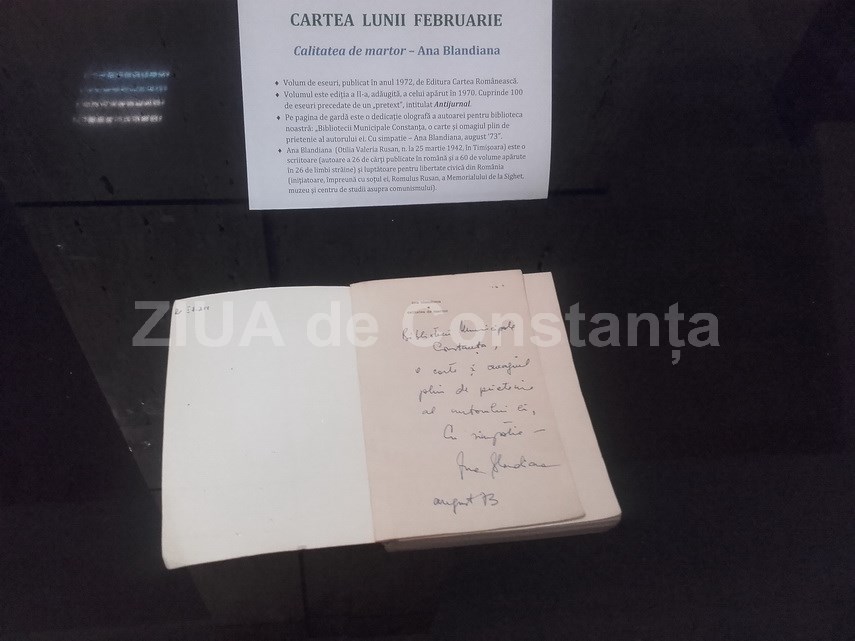 CARTEA LUNII FEBRUARIE
Calitatea de martor – Ana Blandiana
♦ Volum de eseuri, publicat în anul 1972, de Editura Cartea Românească.
♦ Volumul este ediția a II-a, adăugită, a celui apărut în 1970. Cuprinde 100
de eseuri precedate de un „pretext”, intitulat Antijurnal.
♦ Pe pagina de gardă este o dedicație olografă a autoarei pentru biblioteca
noastră: „Bibliotecii Municipale Constanța, o carte și omagiul plin de
prietenie al autorului ei. Cu simpatie – Ana Blandiana, august ’73”.
♦ Ana Blandiana (Otilia Valeria Rusan, n. la 25 martie 1942, în Timișoara) este o
scriitoare (autoare a 26 de cărți publicate în română și a 60 de volume apărute
în 26 de limbi străine) și luptătoare pentru libertate civică din România
(inițiatoare, împreună cu soțul ei, Romulus Rusan, a Memorialului de la Sighet,
muzeu și centru de studii asupra comunismului).
ZIUA de Constanța
Bibliotecii Municipale
Constanța,
o carte și omagiul
plin de prietenie
al autorului ei,
Cu simpatie –
Ana Blandiana
august 73